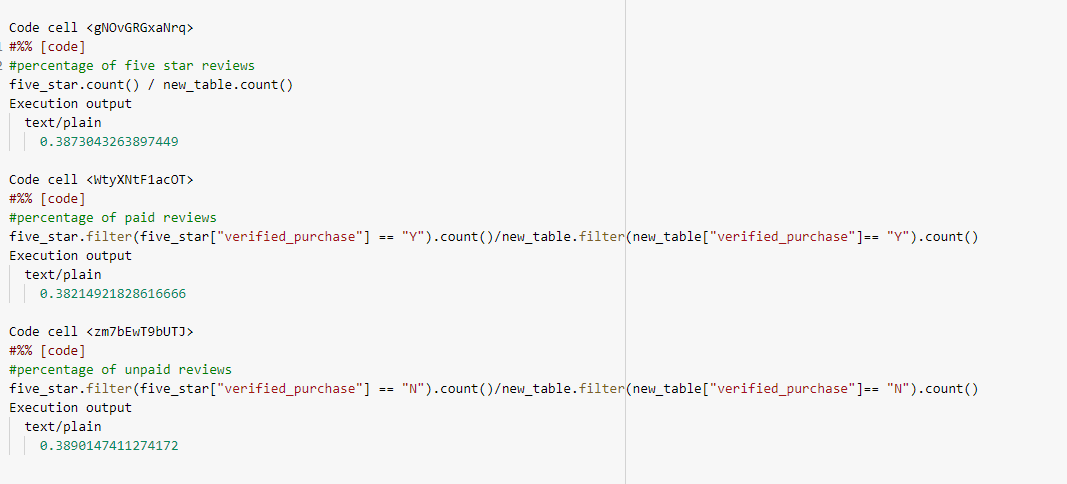 Code cell <gNOvGRGxaNrq>
1 #%% [code]
2 #percentage of five star reviews
five_star.count() / new_table.count()
Execution output
text/plain
0.3873043263897449
Code cell <WtyXNtF1acOT>
#%% [code]
#percentage of paid reviews
five_star.filter(five_star["verified_purchase"] == "Y").count()/new_table.filter(new_table["verified_purchase"]== "Y").count()
Execution output
text/plain
0.38214921828616666
Code cell <zm7bEwT9bUTJ>
#%% [code]
#percentage of unpaid reviews
five_star.filter(five_star["verified_purchase"] == "N").count()/new_table.filter(new_table["verified_purchase"]== "N").count()
Execution output
text/plain
0.3890147411274172